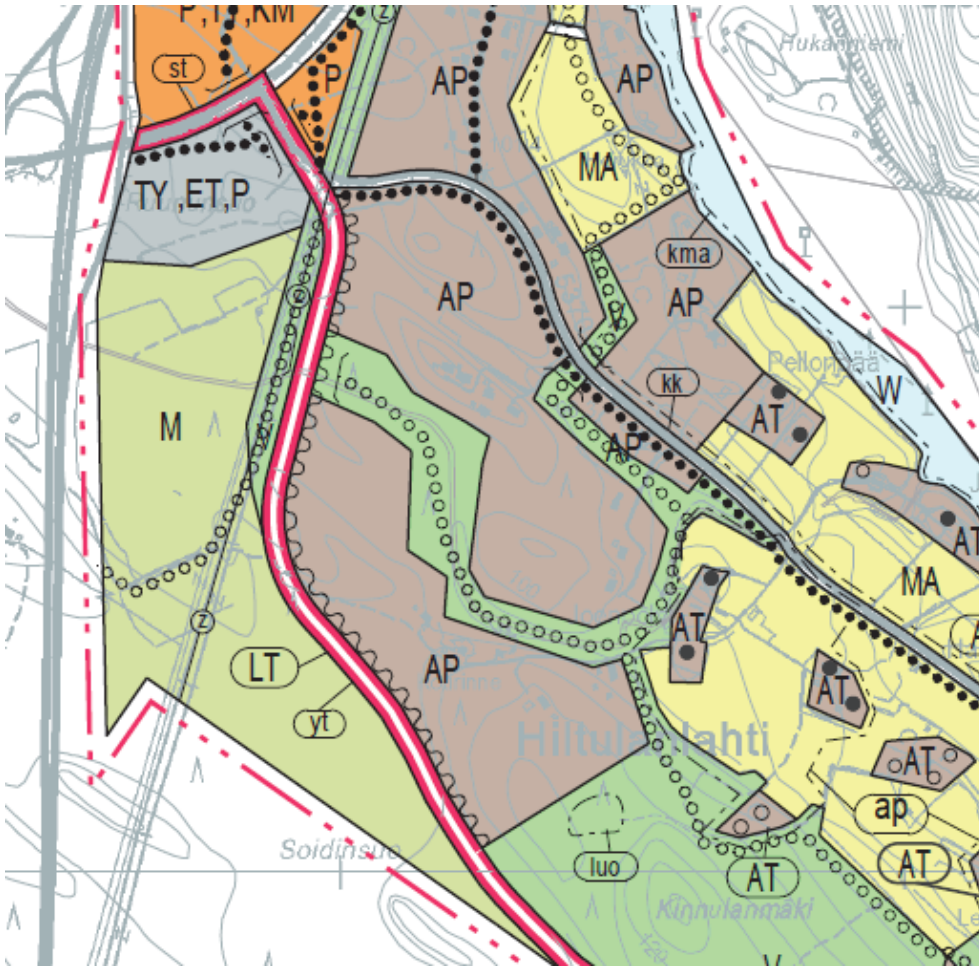 P,TY,KM
z
Hukanniemi
st
P
AP
AP
MA
TY ,ET,P
kma
z
AP
AP
V
Pellonpää
kk
W
M
AT
AP
AT
MA
AT
z
LT
AP
AT
yt
Hiltulanlahti
AT
ap
Soidinsuo
luo
AT
AT
Kinnulanmäki
V